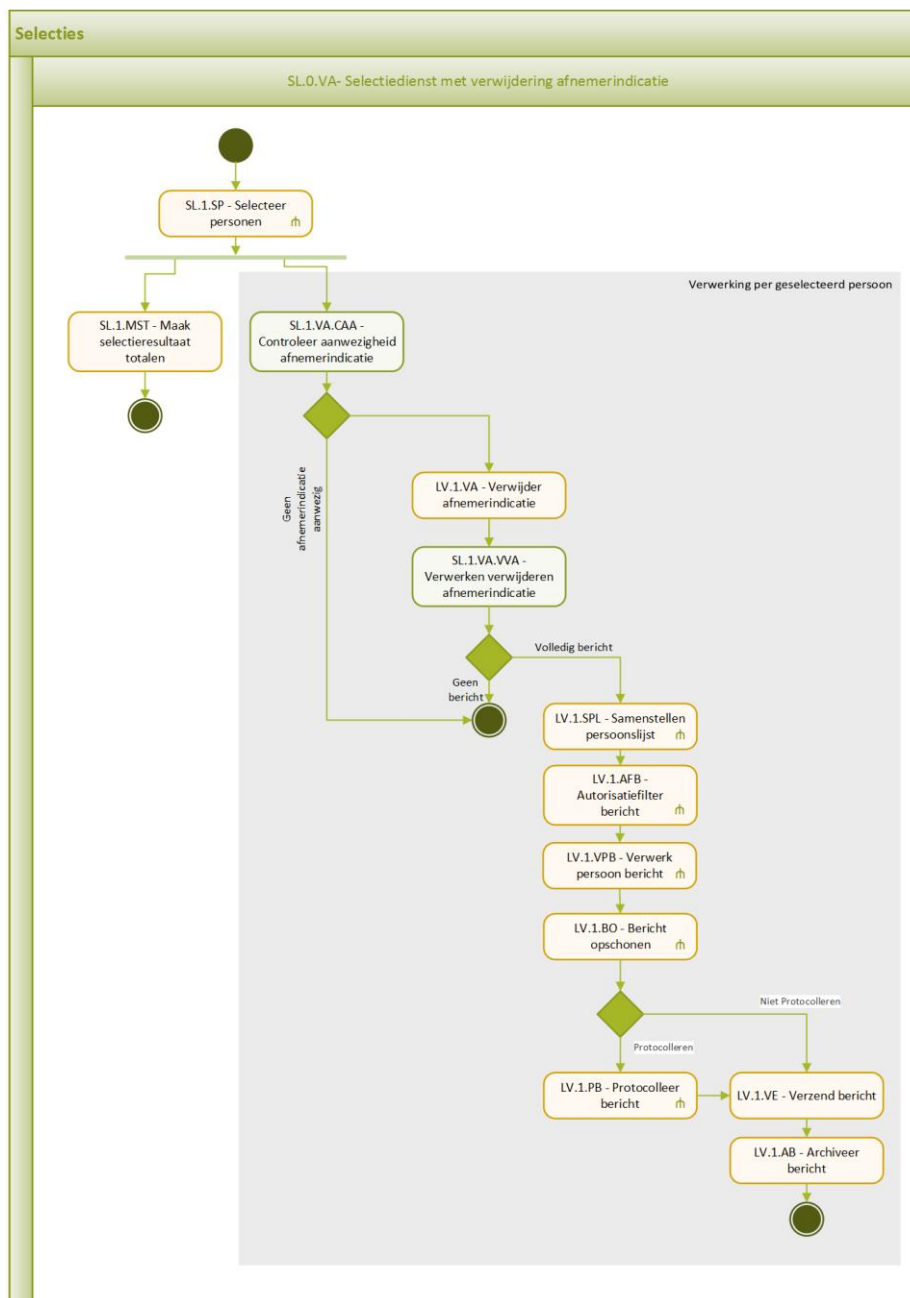 Selecties
SL.0.VA- Selectiedienst met verwijdering afnemerindicatie
SL.1.SP - Selecteer
personen
Verwerking per geselecteerd persoon
SL.1.MST - Maak
selectieresultaat
totalen
SL.1.VA.CAA -
Controleer aanwezigheid
afnemerindicatie
Geen
afnemerindicatie
aanwezig
LV.1.VA - Verwijder
afnemerindicatie
SL.1.VA.VVA -
Verwerken verwijderen
afnemerindicatie
Volledig bericht
Geen
bericht
LV.1.SPL - Samenstellen
persoonslijst
LV.1.AFB -
Autorisatiefilter
bericht
LV.1.VPB - Verwerk
persoon bericht
LV.1.BO - Bericht
opschonen
Niet Protocolleren
Protocolleren
LV.1.PB - Protocolleer
bericht
LV.1.VE - Verzend bericht
LV.1.AB - Archiveer
bericht